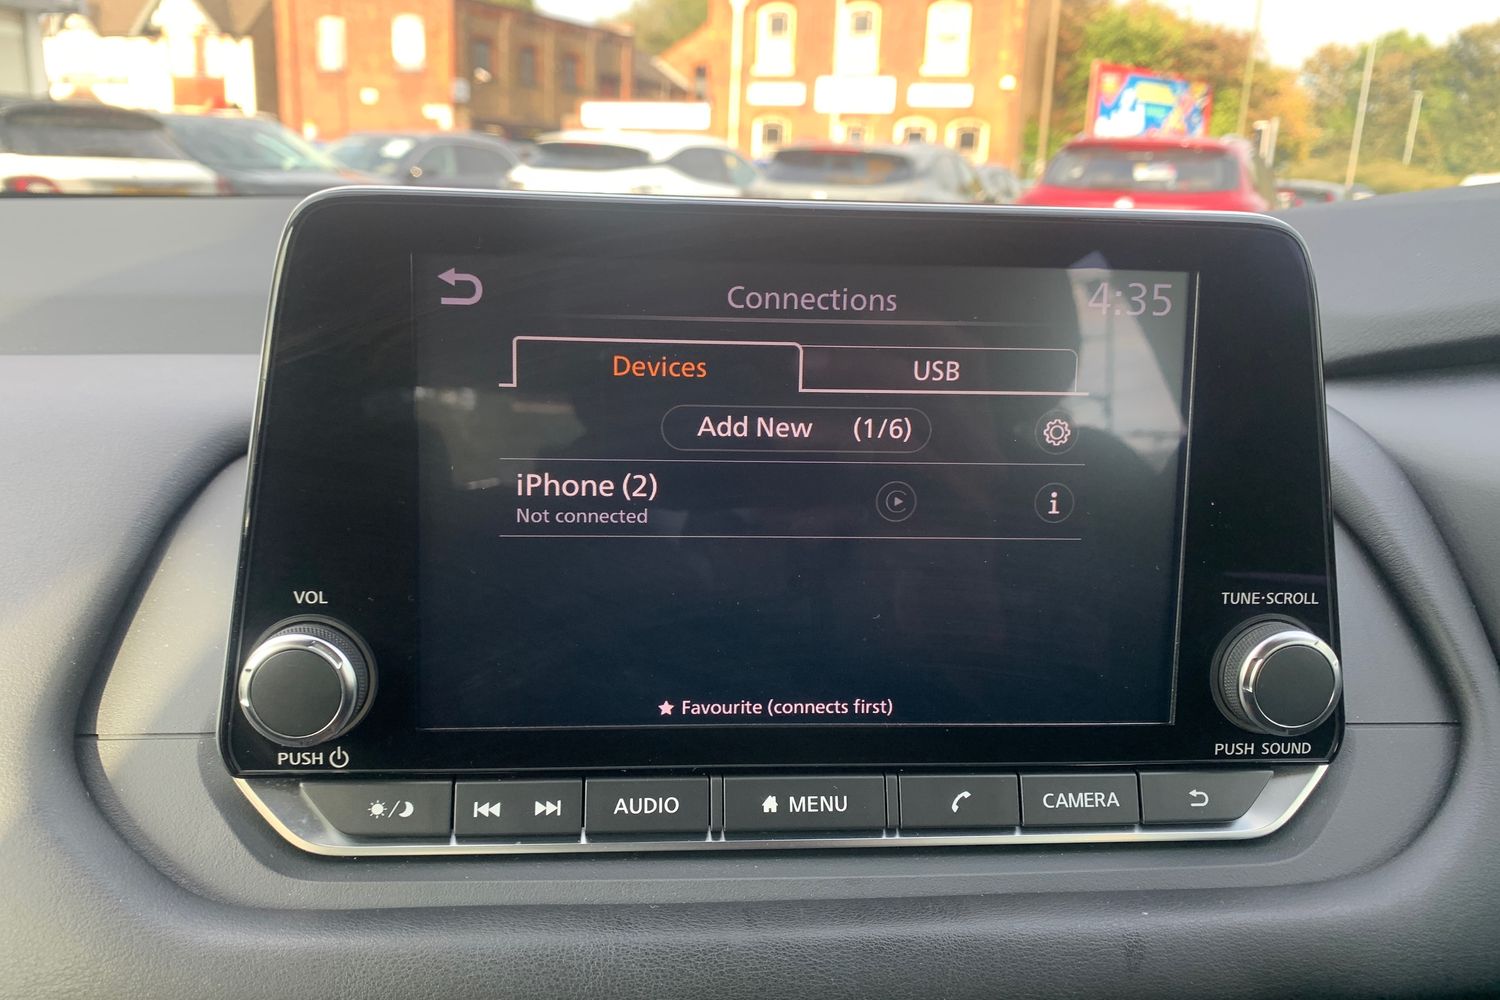 Connections
4:35
Devices
USB
Add New (1/6)
iPhone (2)
Not connected
i
★ Favourite (connects first)
VOL
PUSH
TUNE·SCROLL
PUSH SOUND
AUDIO
MENU
CAMERA